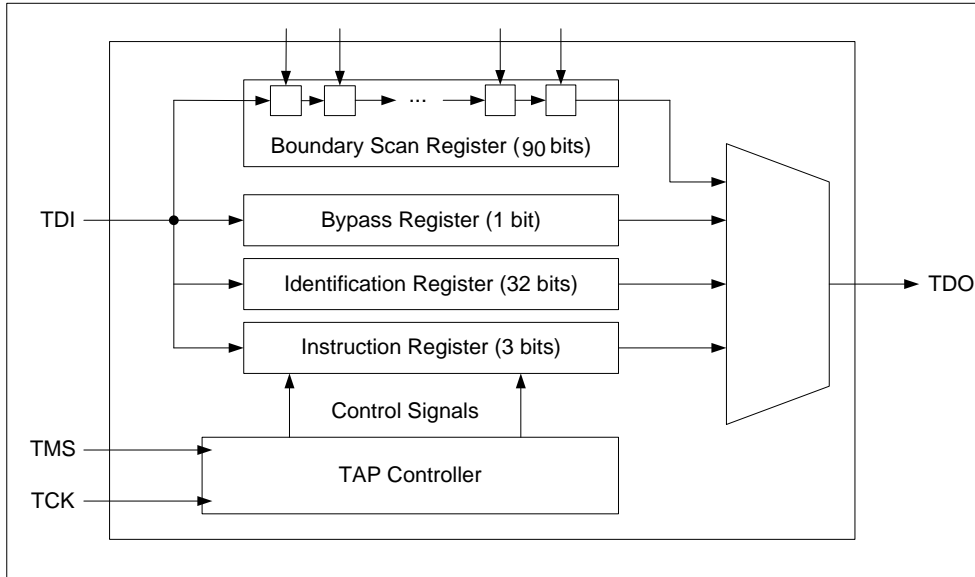 ...
Boundary Scan Register (90 bits)
TDI
Bypass Register (1 bit)
Identification Register (32 bits)
TDO
Instruction Register (3 bits)
Control Signals
TMS
TAP Controller
TCK